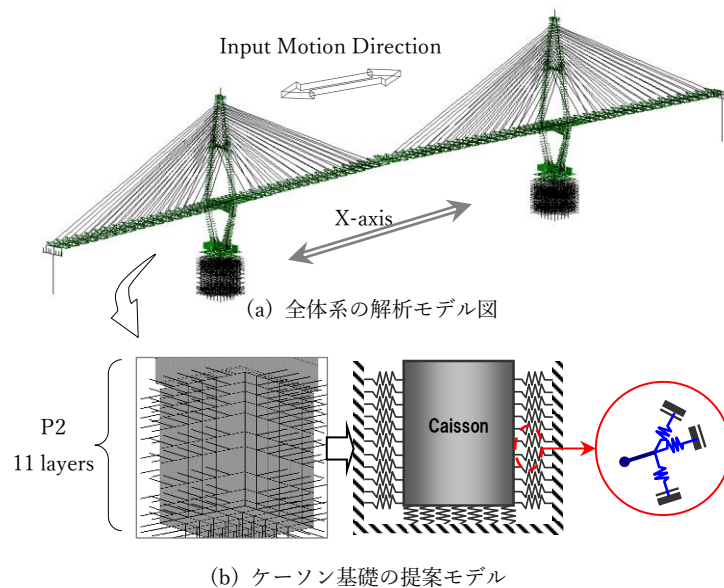 Input Motion Direction
X-axis
(a) 全体系の解析モデル図
P2
11 layers
Caisson
(b) ケーソン基礎の提案モデル